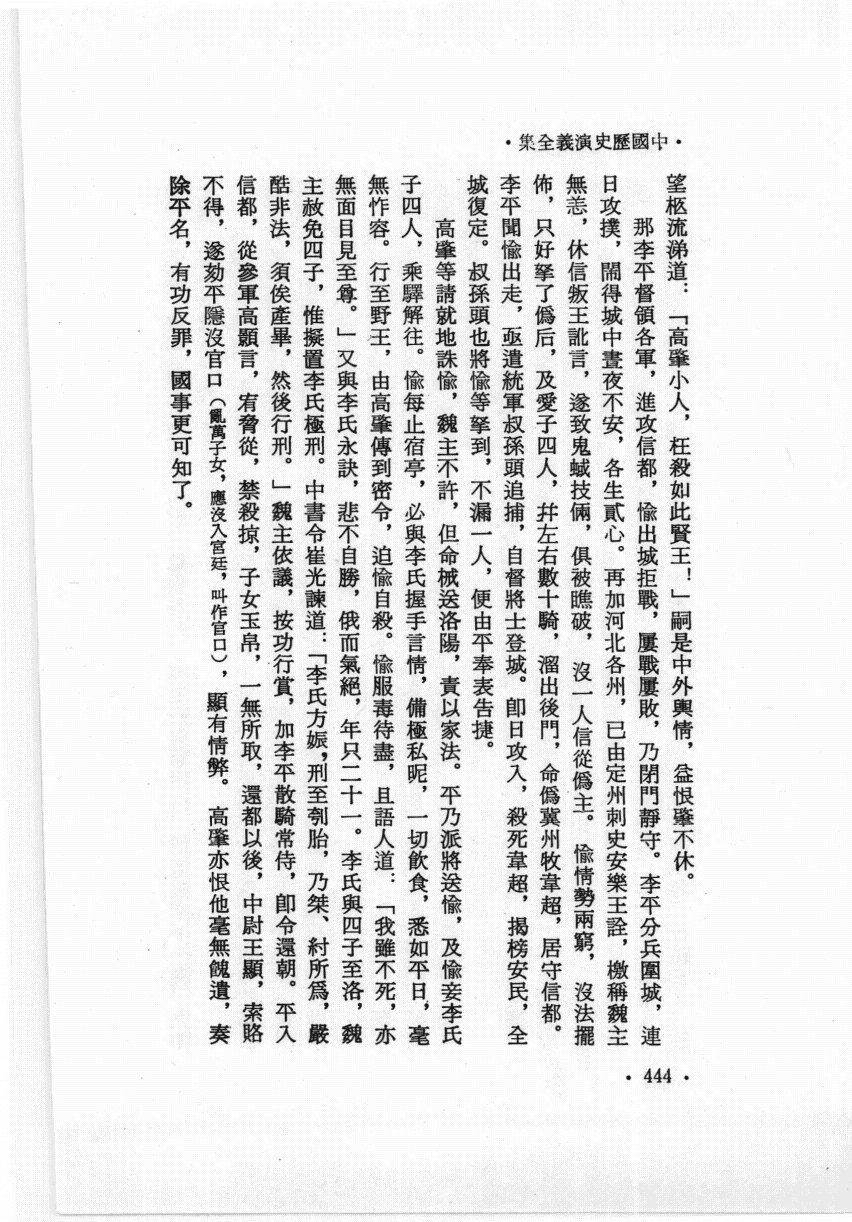 ·中國歷史演義全集·
望柩流涕道：「高肇小人，枉殺如此賢王！」嗣是中外輿情，益恨肇不休。
那李平督領各軍，進攻信都，愉出城拒戰，屢戰屢敗，乃閉門靜守。李平分兵圍城，連
日攻撲，鬧得城中晝夜不安，各生貳心。再加河北各州，已由定州刺史安樂王詮，檄稱魏主
無恙，休信叛王訛言，遂致鬼蜮技倆，俱被瞧破，沒一人信從僞主。愉情勢兩窮，沒法擺
佈，只好拏了僞后，及愛子四人，幷左右數十騎，溜出後門，命僞冀州牧韋超，居守信都。
李平聞愉出走，亟遣統軍叔孫頭追捕，自督將士登城。卽日攻入，殺死韋超，揭榜安民，全
城復定。叔孫頭也將愉等拏到，不漏一人，便由平奉表告捷。
高肇等請就地誅愉，魏主不許，但命械送洛陽，責以家法。平乃派將送愉，及愉妾李氏
子四人，乘驛解往。愉每止宿亭，必與李氏握手言情，備極私昵，一切飲食，悉如平日，毫
無怍容。行至野王，由高肇傳到密令，迫愉自殺。愉服毒待盡，且語人道：「我雖不死，亦
無面目見至尊。」又與李氏永訣，悲不自勝，俄而氣絕，年只二十一。李氏與四子至洛，魏
主赦免四子，惟擬置李氏極刑。中書令崔光諫道：「李氏方娠，刑至刳胎，乃桀、紂所爲，嚴
酷非法，須俟產畢，然後行刑。」魏主依議，按功行賞，加李平散騎常侍，卽令還朝。平入
信都，從參軍高顥言，宥脅從，禁殺掠，子女玉帛，一無所取，還都以後，中尉王顯，索賂
不得，遂劾平隱沒官口（亂萬子女，應沒入宮廷，叫作官口），顯有情弊。高肇亦恨他毫無餽遺，奏
除平名，有功反罪，國事更可知了。
·444·